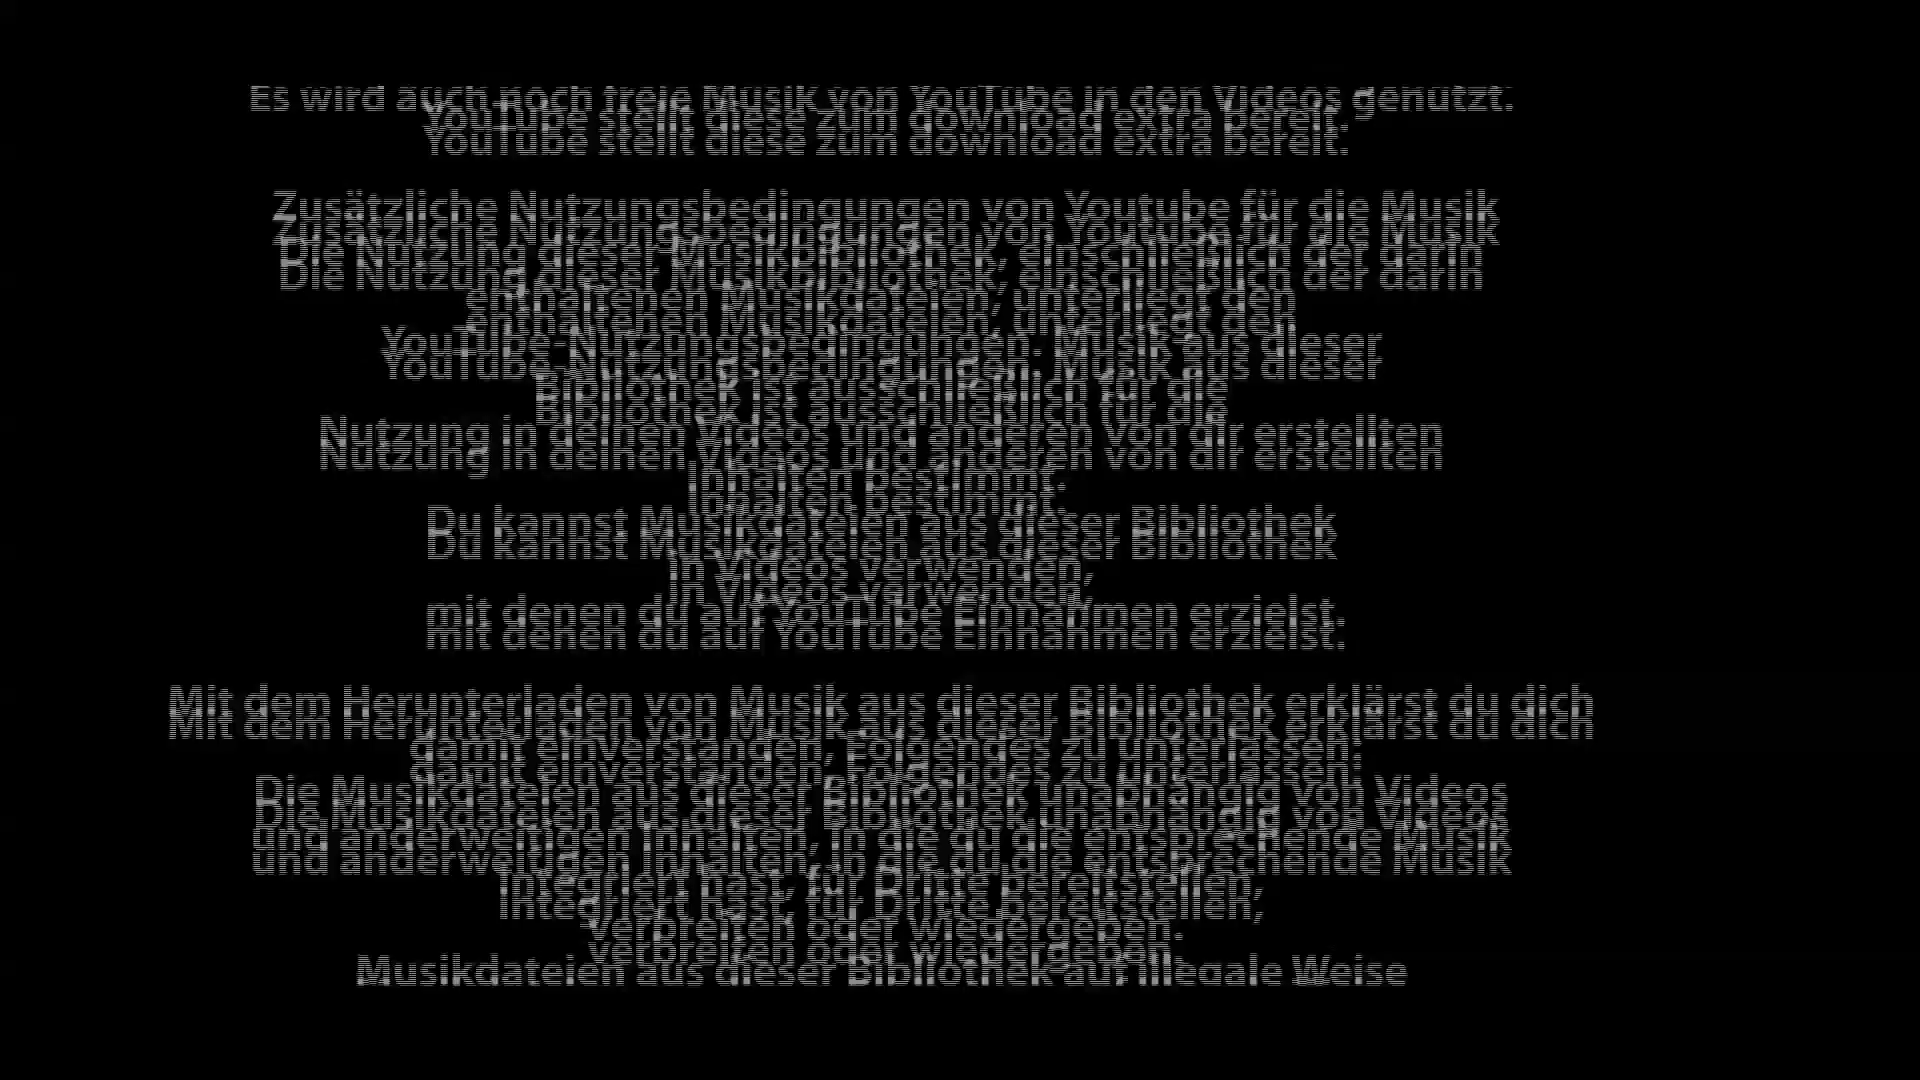 Es wird auch noch freie Musik von YouTube in den Videos genutzt.
YouTube stellt diese zum download extra bereit.
Zusätzliche Nutzungsbedingungen von Youtube für die Musik
Die Nutzung dieser Musikbibliothek, einschließlich der darin
enthaltenen Musikdateien, unterliegt den
YouTube-Nutzungsbedingungen. Musik aus dieser
Bibliothek ist ausschließlich für die
Nutzung in deinen Videos und anderen von dir erstellten
Inhalten bestimmt.
Du kannst Musikdateien aus dieser Bibliothek
in Videos verwenden,
mit denen du auf YouTube Einnahmen erzielst.
Mit dem Herunterladen von Musik aus dieser Bibliothek erklärst du dich
damit einverstanden, Folgendes zu unterlassen:
Die Musikdateien aus dieser Bibliothek unabhängig von Videos
und anderweitigen Inhalten, in die du die entsprechende Musik
integriert hast, für Dritte bereitstellen,
verbreiten oder wiedergeben.
Musikdateien aus dieser Bibliothek auf illegale Weise